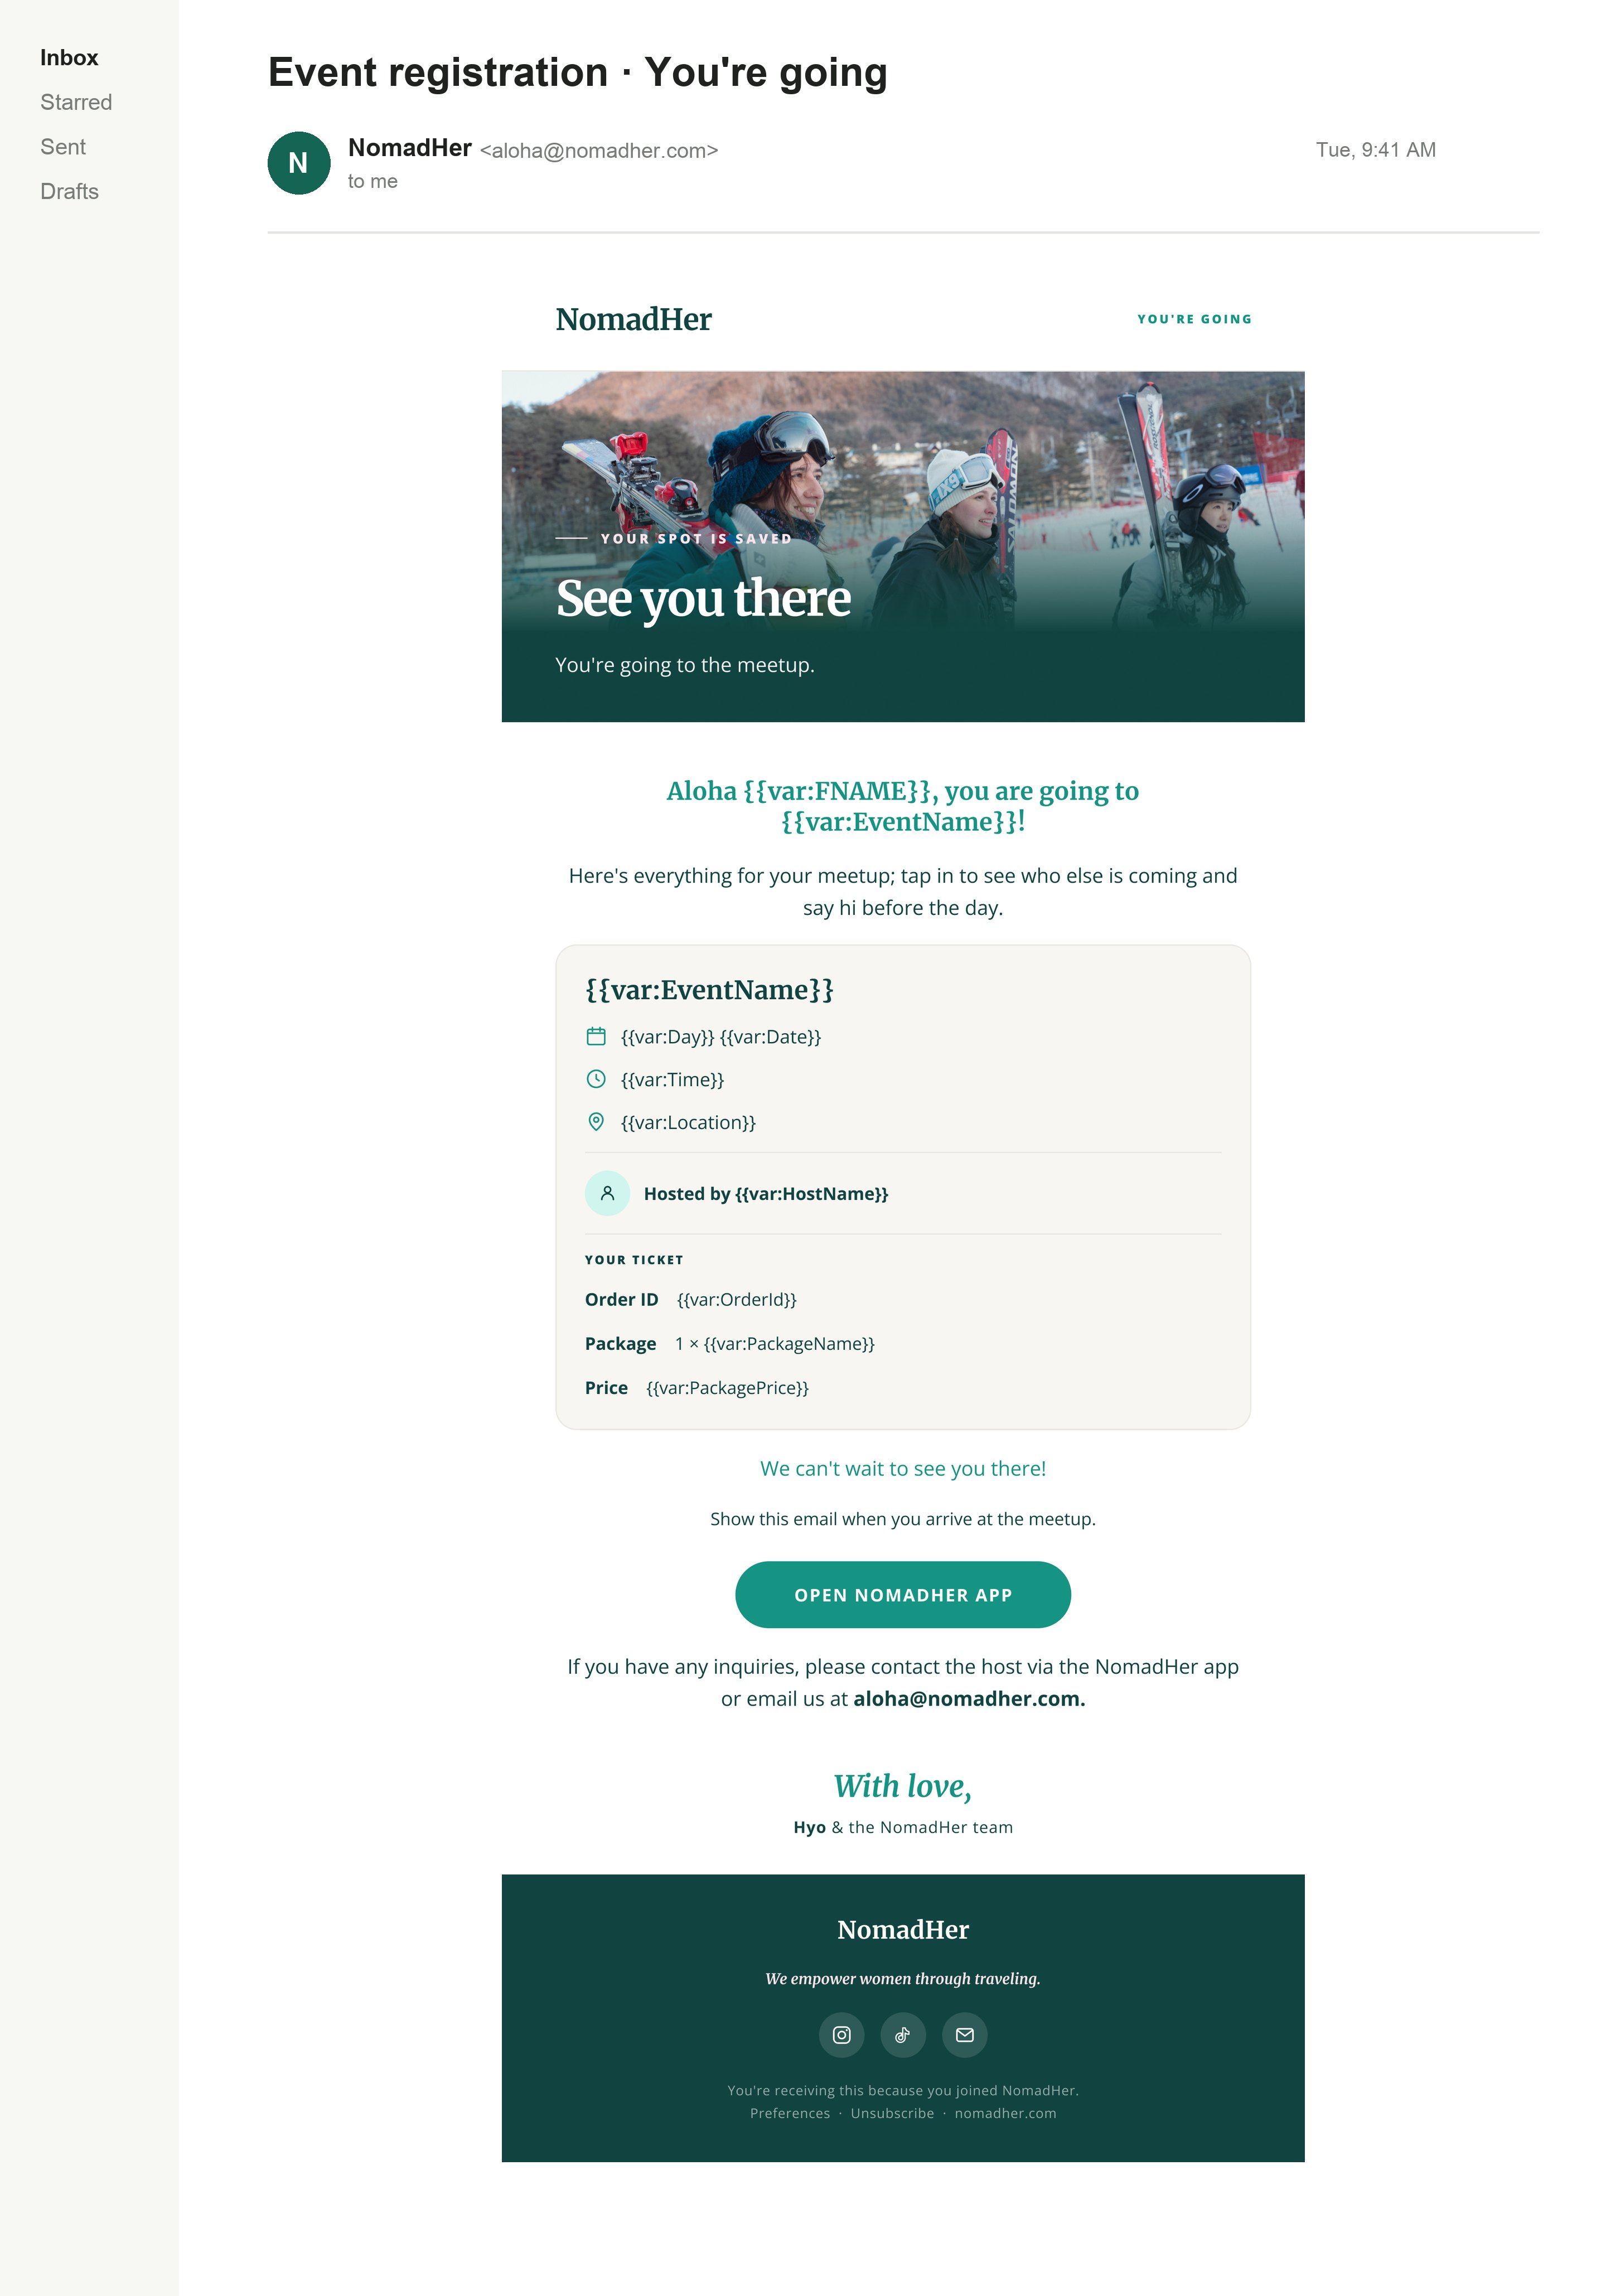 Inbox
Starred
Sent
Drafts
Event registration · You're going
N
NomadHer <aloha@nomadher.com>
Tue, 9:41 AM
to me
NomadHer
YOU'RE GOING
YOUR SPOT IS SAVED
See you there
You're going to the meetup.
Aloha {{var:FNAME}}, you are going to
{{var:EventName}}!
Here's everything for your meetup; tap in to see who else is coming and
say hi before the day.
{{var:EventName}}
{{var:Day}} {{var:Date}}
{{var:Time}}
{{var:Location}}
Hosted by {{var:HostName}}
YOUR TICKET
Order ID {{var:OrderId}}
Package 1 × {{var:PackageName}}
Price {{var:PackagePrice}}
We can't wait to see you there!
Show this email when you arrive at the meetup.
OPEN NOMADHER APP
If you have any inquiries, please contact the host via the NomadHer app
or email us at aloha@nomadher.com.
With love,
Hyo & the NomadHer team
NomadHer
We empower women through traveling.
You're receiving this because you joined NomadHer.
Preferences · Unsubscribe · nomadher.com